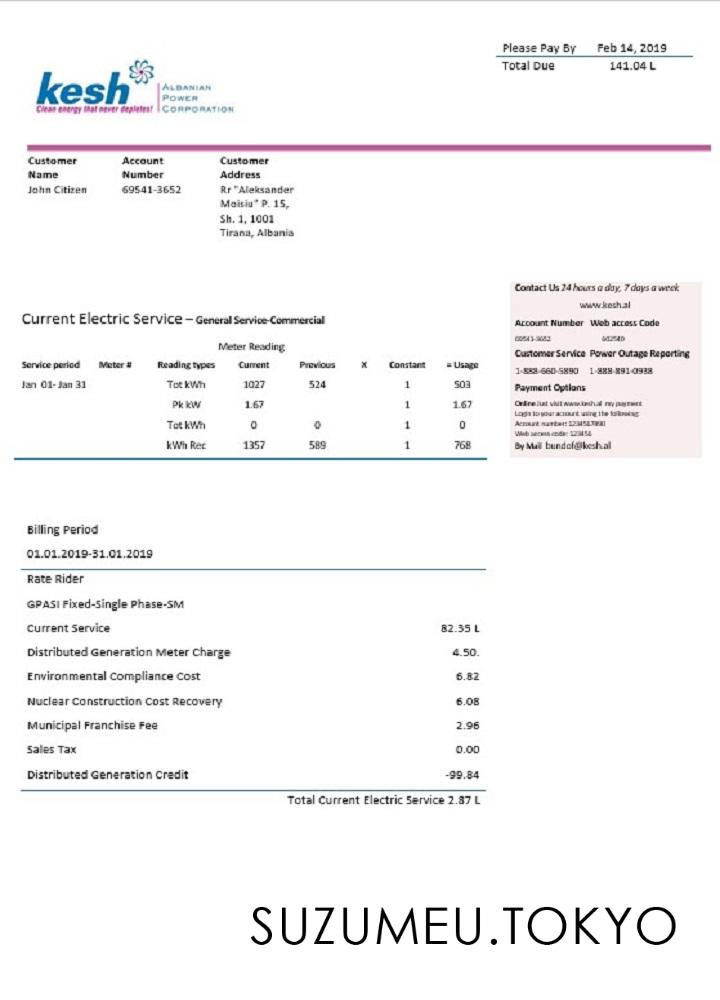 Please Pay By Feb 14, 2019
Total Due 141.04 L
kesh ALBANIAN POWER CORPORATION
Clean energy that never depletes!
Customer Name Account Number Customer Address
John Citizen 69541-3652 Rr "Aleksander
Moisiu" P. 15,
Sh. 1, 1001
Tirana, Albania
Contact Us 24 hours a day, 7 days a week
www.kesh.al
Account Number Web access Code
69541-3652
Customer Service Power Outage Reporting
1-888-660-5890 1-888-891-0938
Payment Options
Online Just visit www.kesh.al my payment
Login to your account using the following:
Account number: 1234567890
Web access code: 123456
By Mail bundof@kesh.al
Current Electric Service – General Service-Commercial
Meter Reading
Service period Meter # Reading types Current Previous X Constant = Usage
Jan 01- Jan 31 Tot kWh 1027 524 1 503
Pk kW 1.67 1 1.67
Tot kWh 0 0 1 0
kWh Rec 1357 589 1 768
Billing Period
01.01.2019-31.01.2019
Rate Rider
GPASI Fixed-Single Phase-SM
Current Service 82.35 L
Distributed Generation Meter Charge 4.50.
Environmental Compliance Cost 6.82
Nuclear Construction Cost Recovery 6.08
Municipal Franchise Fee 2.96
Sales Tax 0.00
Distributed Generation Credit -99.84
Total Current Electric Service 2.87 L
SUZUMEU.TOKYO